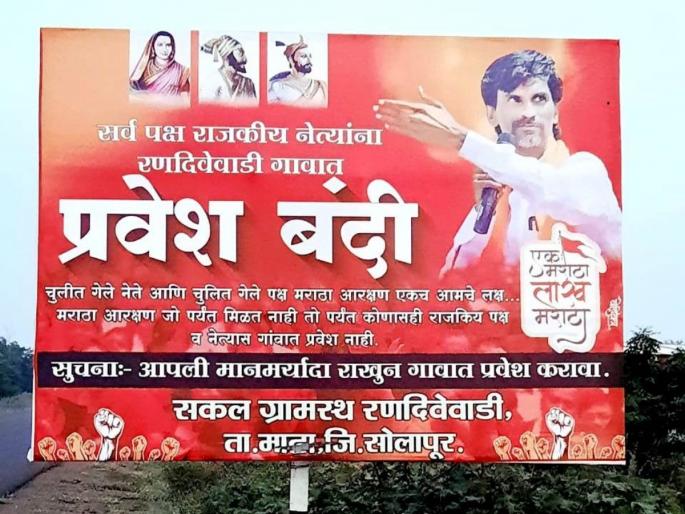 सर्व पक्ष राजकीय नेत्यांना
रणदिवेवाडी गावात
प्रवेश बंदी
चुलीत गेले नेते आणि चुलित गेले पक्ष मराठा आरक्षण एकच आमचे लक्ष...
मराठा आरक्षण जो पर्यंत मिळत नाही तो पर्यंत कोणासही राजकिय पक्ष
व नेत्यास गांवात प्रवेश नाही.
सुचनाः- आपली मानमर्यादा राखुन गावात प्रवेश करावा.
सकल ग्रामस्थ रणदिवेवाडी,
ता. जि.सोलापूर.
एक
मराठा
लाख
मराठा